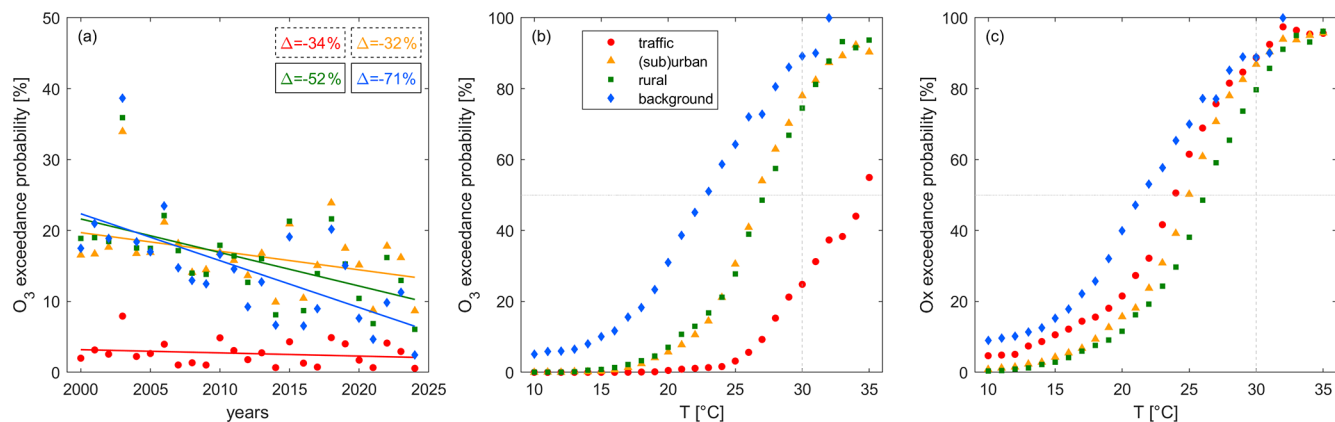 (a)
Δ=-34% Δ=-32%
Δ=-52% Δ=-71%
O3 exceedance probability [%]
50
40
30
20
10
0
2000 2005 2010 2015 2020 2025
years
(b)
traffic
(sub)urban
rural
background
O3 exceedance probability [%]
100
80
60
40
20
0
10 15 20 25 30 35
T [°C]
(c)
Ox exceedance probability [%]
100
80
60
40
20
0
10 15 20 25 30 35
T [°C]